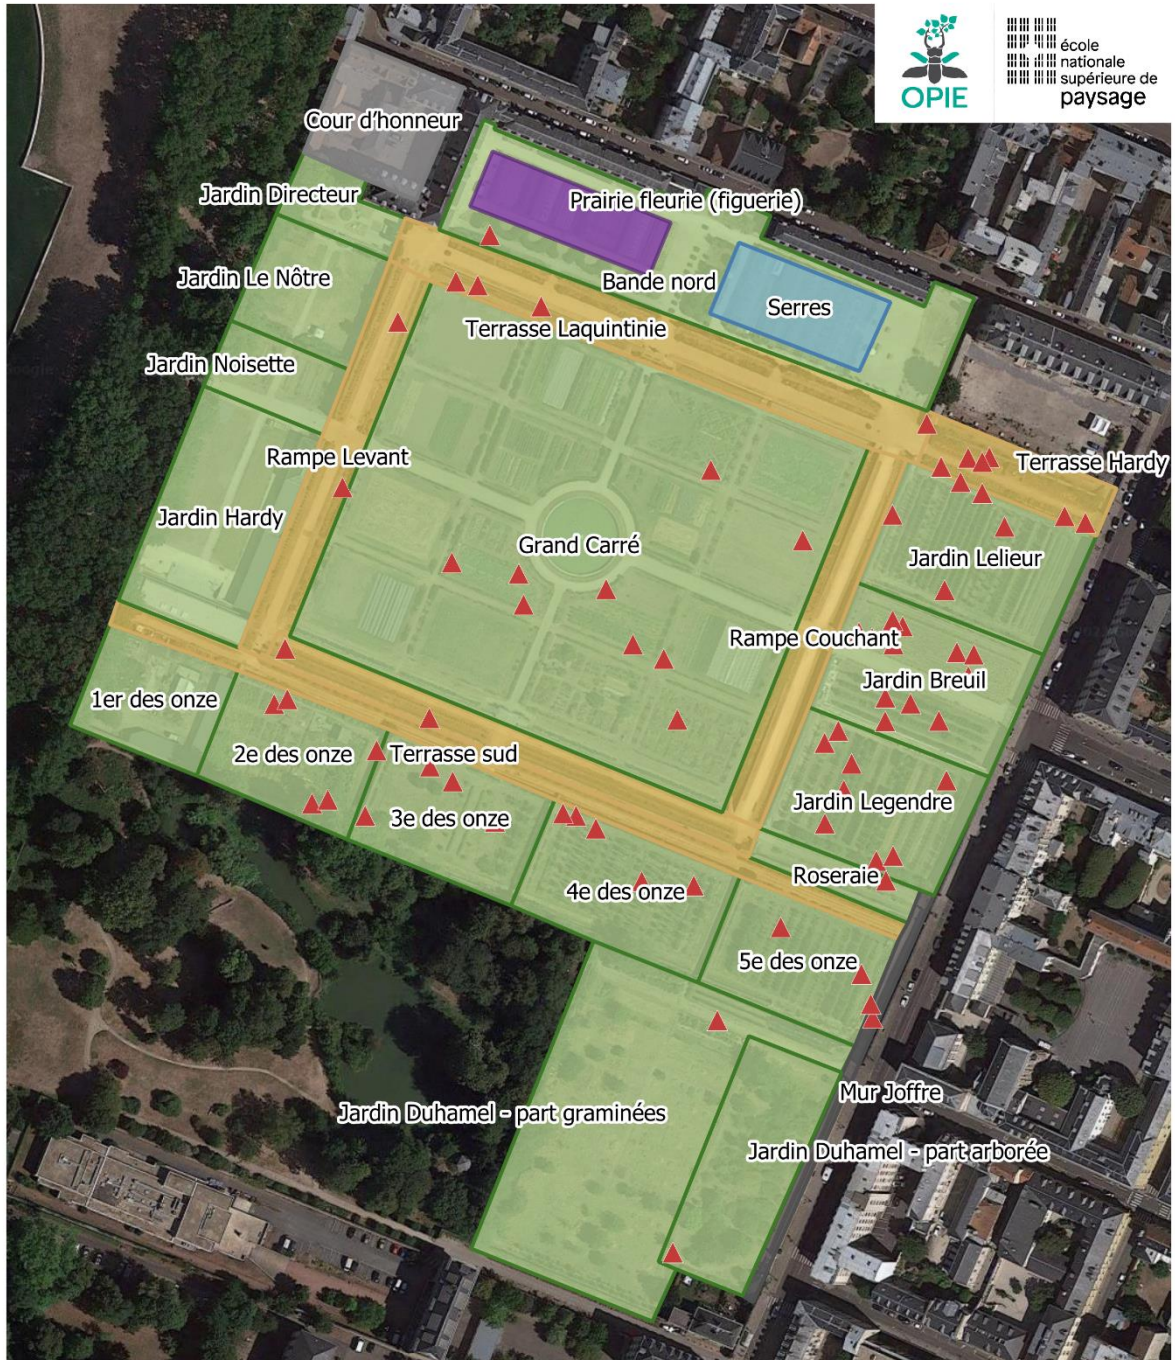 OPIE
école
nationale
supérieure de
paysage
Cour d'honneur
Jardin Directeur
Prairie fleurie (figuerie)
Jardin Le Nôtre
Bande nord
Serres
Terrasse Laquintinie
Jardin Noisette
Rampe Levant
Terrasse Hardy
Jardin Hardy
Grand Carré
Jardin Lelieur
Rampe Couchant
Jardin Breuil
1er des onze
2e des onze
Terrasse sud
3e des onze
Jardin Legendre
Roseraie
4e des onze
5e des onze
Mur Joffre
Jardin Duhamel - part graminées
Jardin Duhamel - part arborée